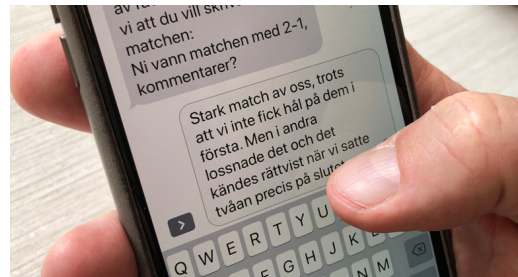 av
vi att du vill
matchen:
Ni vann matchen med 2-1,
kommentarer?
Stark match av oss, trots
att vi inte fick hål på dem i
första. Men i andra
lossnade det och det
kändes rättvist när vi satte
tvåan precis på
Q W E R T Y U
F G H J K
N M